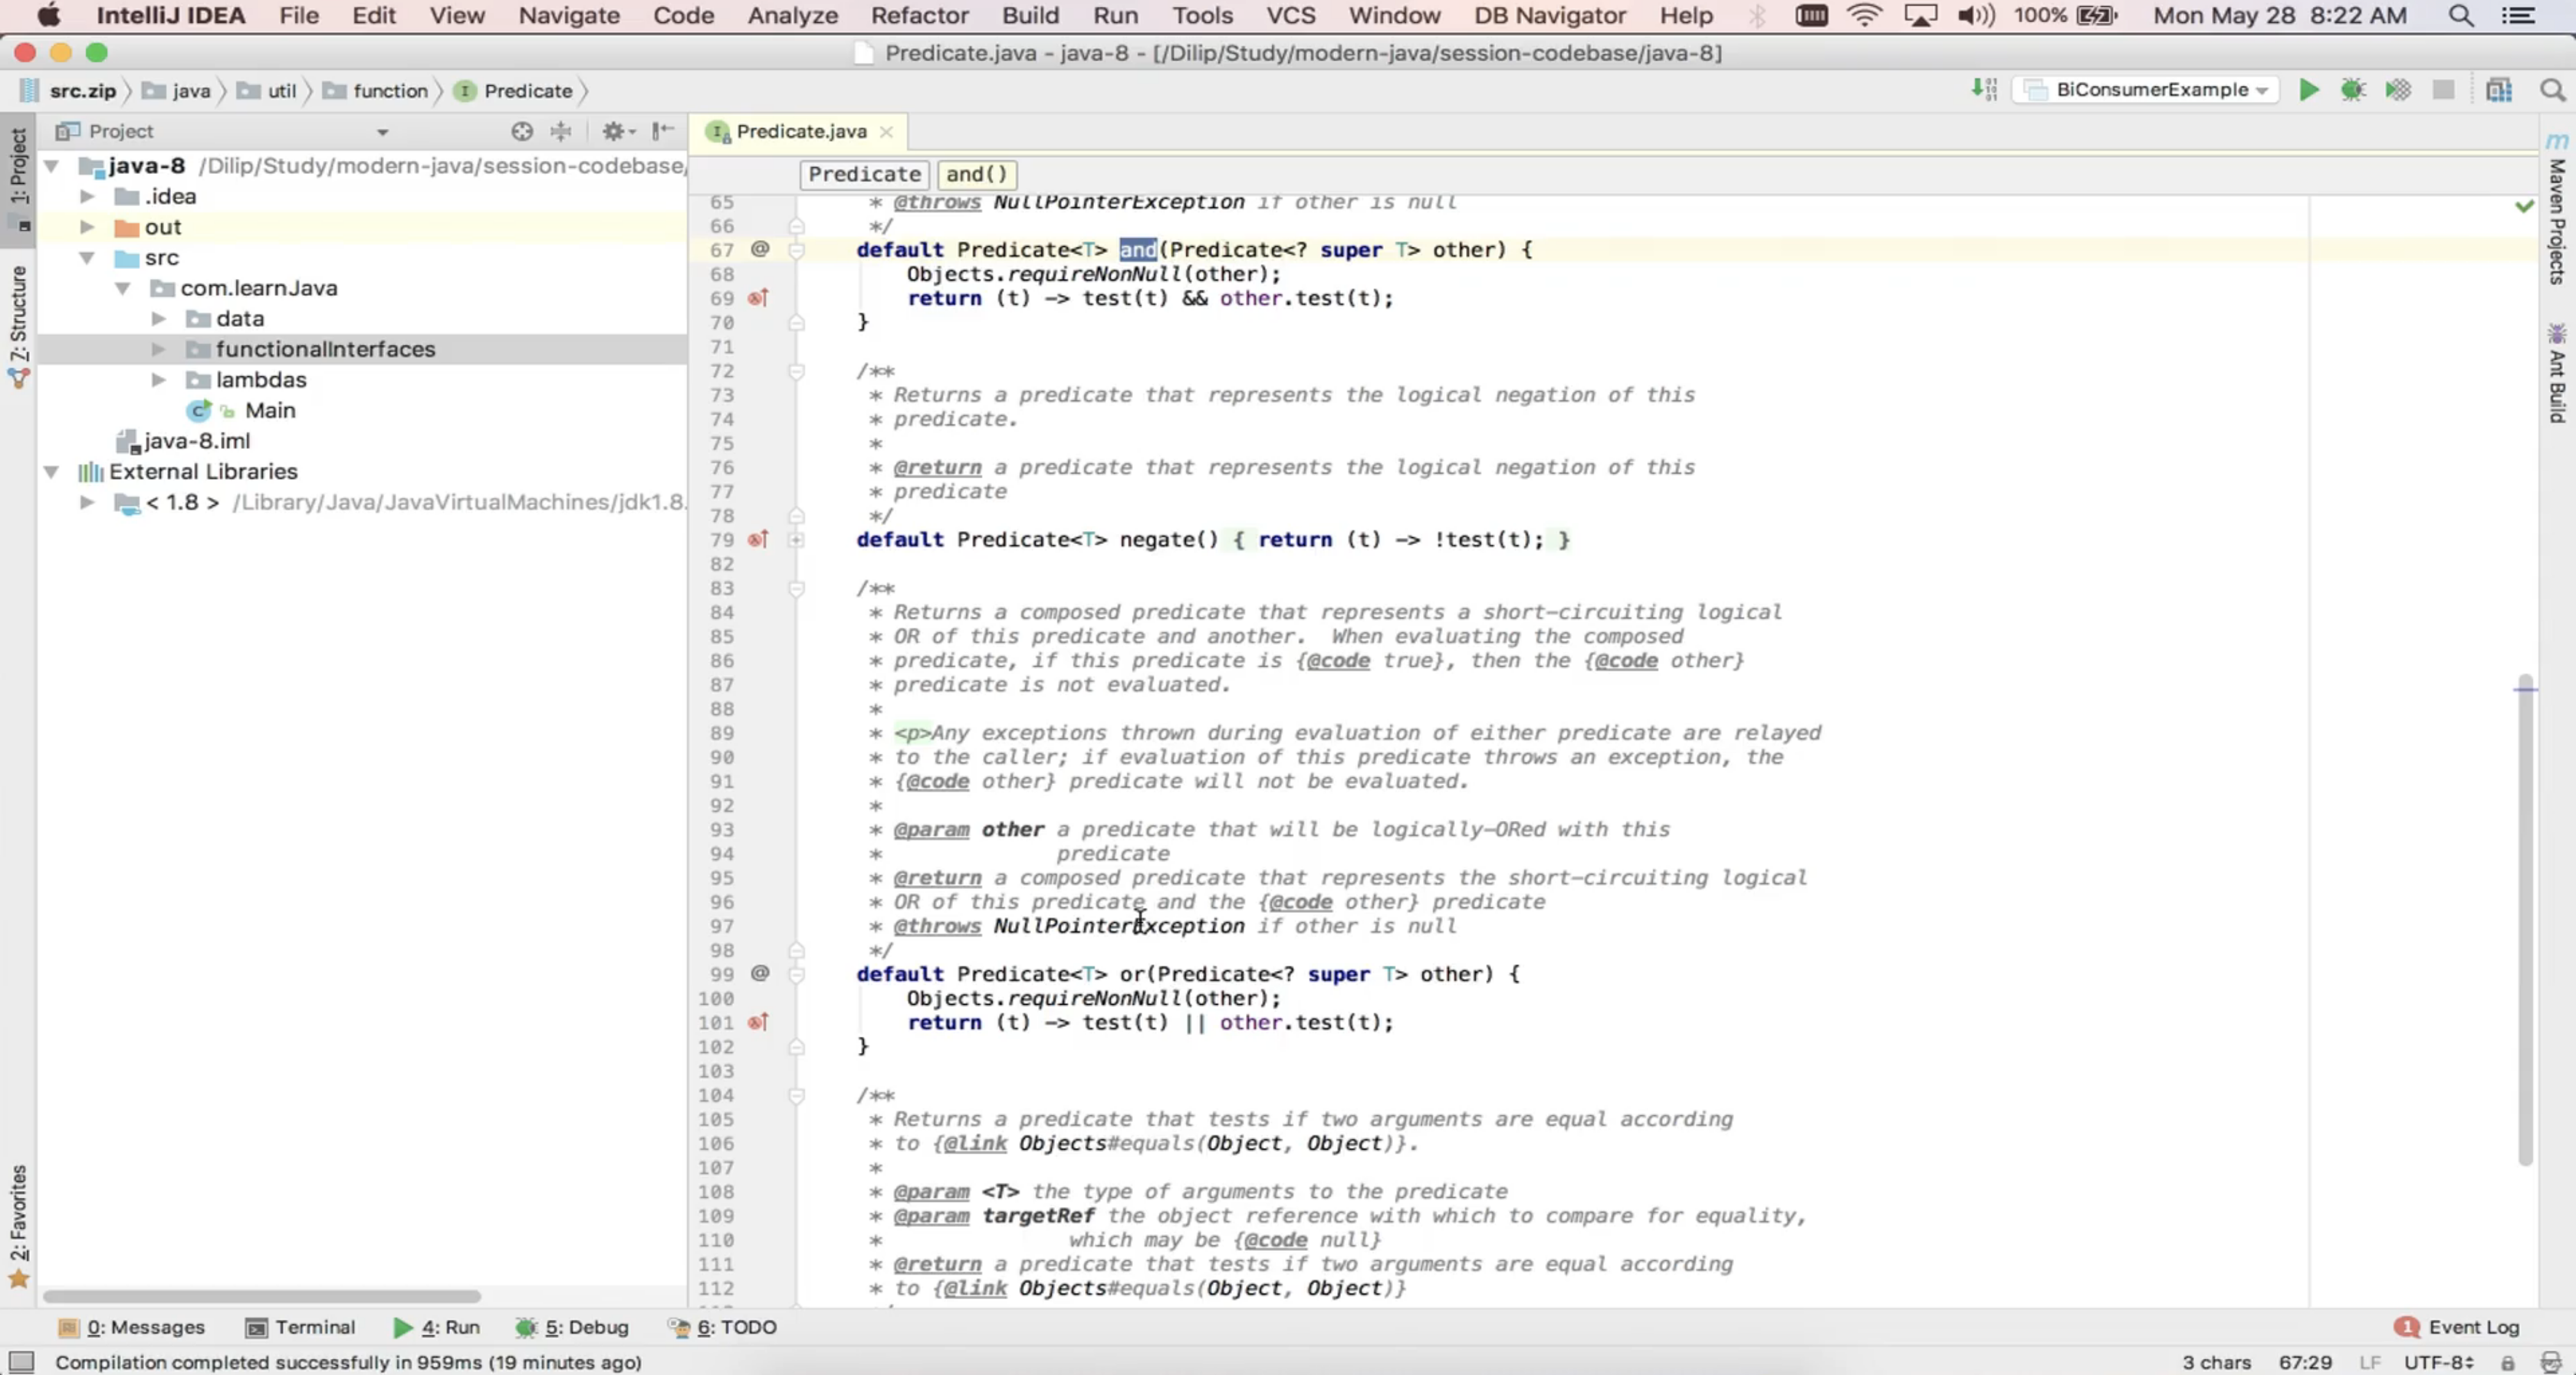 IntelliJ IDEA File Edit View Navigate Code Analyze Refactor Build Run Tools VCS Window DB Navigator Help 100% Mon May 28 8:22 AM
Predicate.java - java-8 - [/Dilip/Study/modern-java/session-codebase/java-8]
src.zip java util function Predicate BiConsumerExample
Project Predicate.java
Predicate and()
1: Project
7: Structure
2: Favorites
java-8 /Dilip/Study/modern-java/session-codebase/
.idea
out
src
com.learnJava
data
functionalInterfaces
lambdas
Main
java-8.iml
External Libraries
< 1.8 > /Library/Java/JavaVirtualMachines/jdk1.8.
65 * @throws NullPointerException if other is null
66 */
67 @ default Predicate<T> and(Predicate<? super T> other) {
68 Objects.requireNonNull(other);
69 return (t) -> test(t) && other.test(t);
70 }
71
72 /**
73 * Returns a predicate that represents the logical negation of this
74 * predicate.
75 *
76 * @return a predicate that represents the logical negation of this
77 * predicate
78 */
79 default Predicate<T> negate() { return (t) -> !test(t); }
82
83 /**
84 * Returns a composed predicate that represents a short-circuiting logical
85 * OR of this predicate and another.  When evaluating the composed
86 * predicate, if this predicate is {@code true}, then the {@code other}
87 * predicate is not evaluated.
88 *
89 * <p>Any exceptions thrown during evaluation of either predicate are relayed
90 * to the caller; if evaluation of this predicate throws an exception, the
91 * {@code other} predicate will not be evaluated.
92 *
93 * @param other a predicate that will be logically-ORed with this
94 * predicate
95 * @return a composed predicate that represents the short-circuiting logical
96 * OR of this predicate and the {@code other} predicate
97 * @throws NullPointerException if other is null
98 */
99 @ default Predicate<T> or(Predicate<? super T> other) {
100 Objects.requireNonNull(other);
101 return (t) -> test(t) || other.test(t);
102 }
103
104 /**
105 * Returns a predicate that tests if two arguments are equal according
106 * to {@link Objects#equals(Object, Object)}.
107 *
108 * @param <T> the type of arguments to the predicate
109 * @param targetRef the object reference with which to compare for equality,
110 * which may be {@code null}
111 * @return a predicate that tests if two arguments are equal according
112 * to {@link Objects#equals(Object, Object)}
Maven Projects
Ant Build
0: Messages Terminal 4: Run 5: Debug 6: TODO 1 Event Log
Compilation completed successfully in 959ms (19 minutes ago) 3 chars 67:29 LF UTF-8